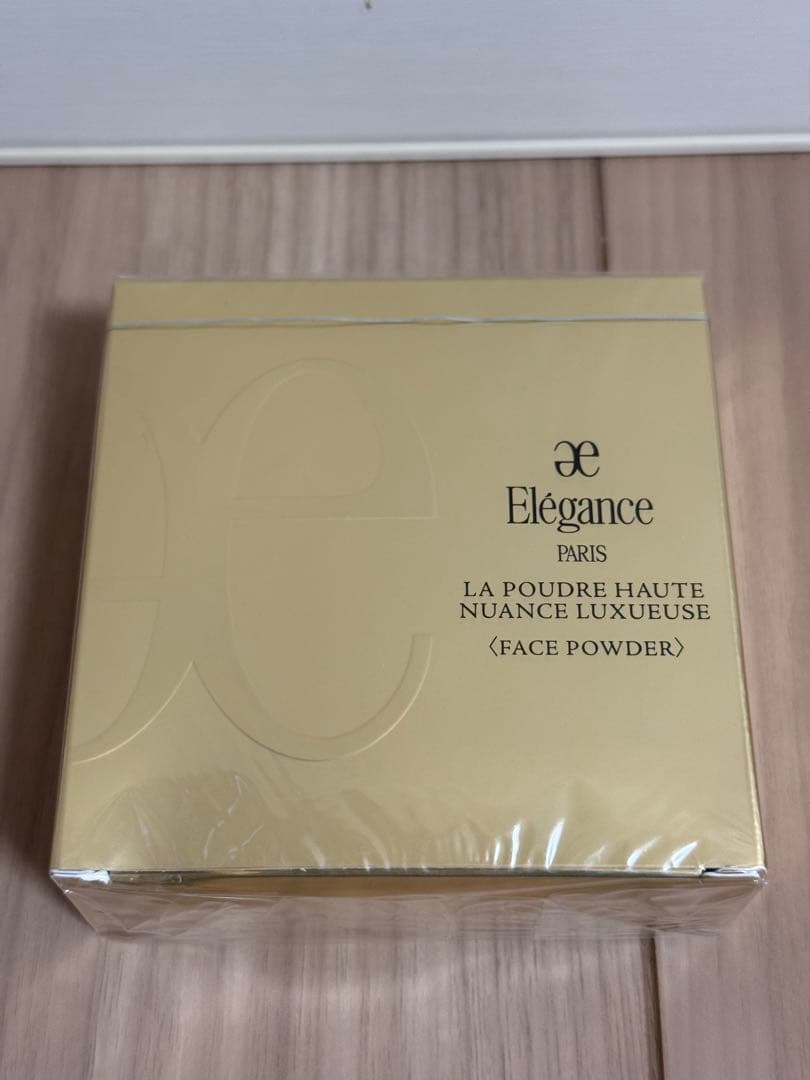 æ
Elégance
PARIS
LA POUDRE HAUTE
NUANCE LUXUEUSE
〈FACE POWDER〉